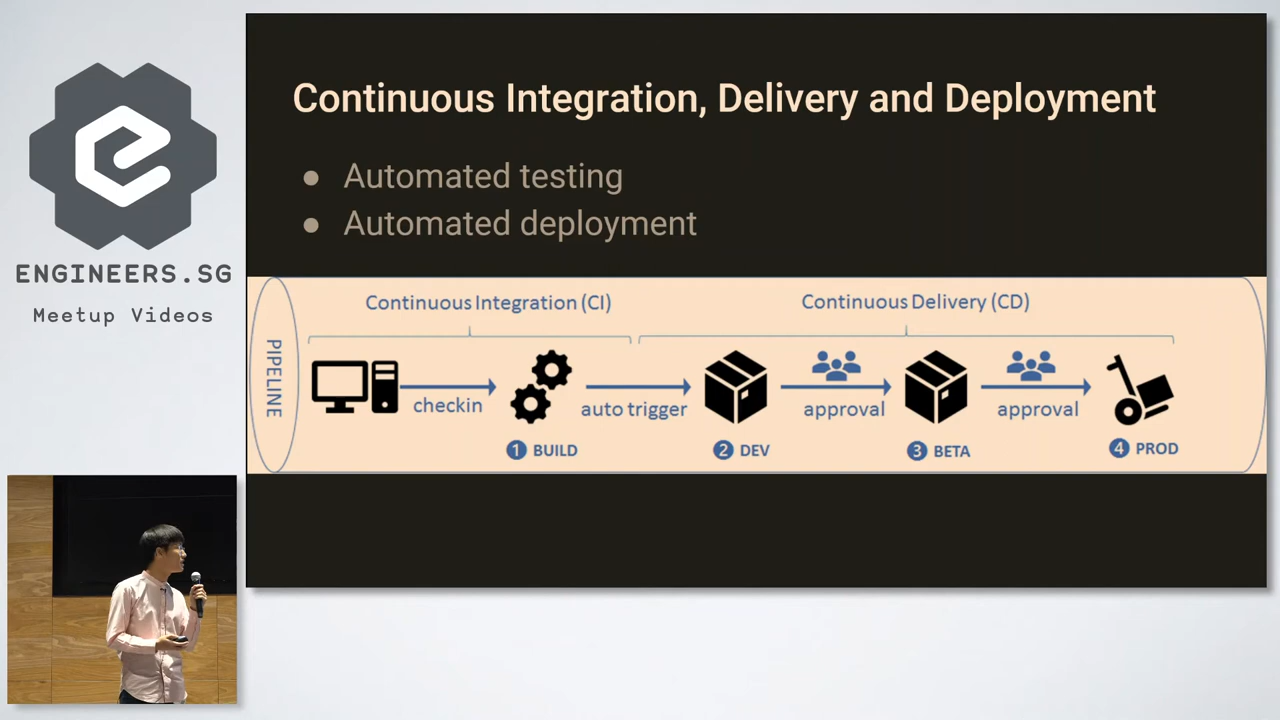 ENGINEERS.SG
Meetup Videos
Continuous Integration, Delivery and Deployment
● Automated testing
● Automated deployment
PIPELINE
Continuous Integration (CI)
Continuous Delivery (CD)
checkin
auto trigger
approval
approval
1 BUILD
2 DEV
3 BETA
4 PROD